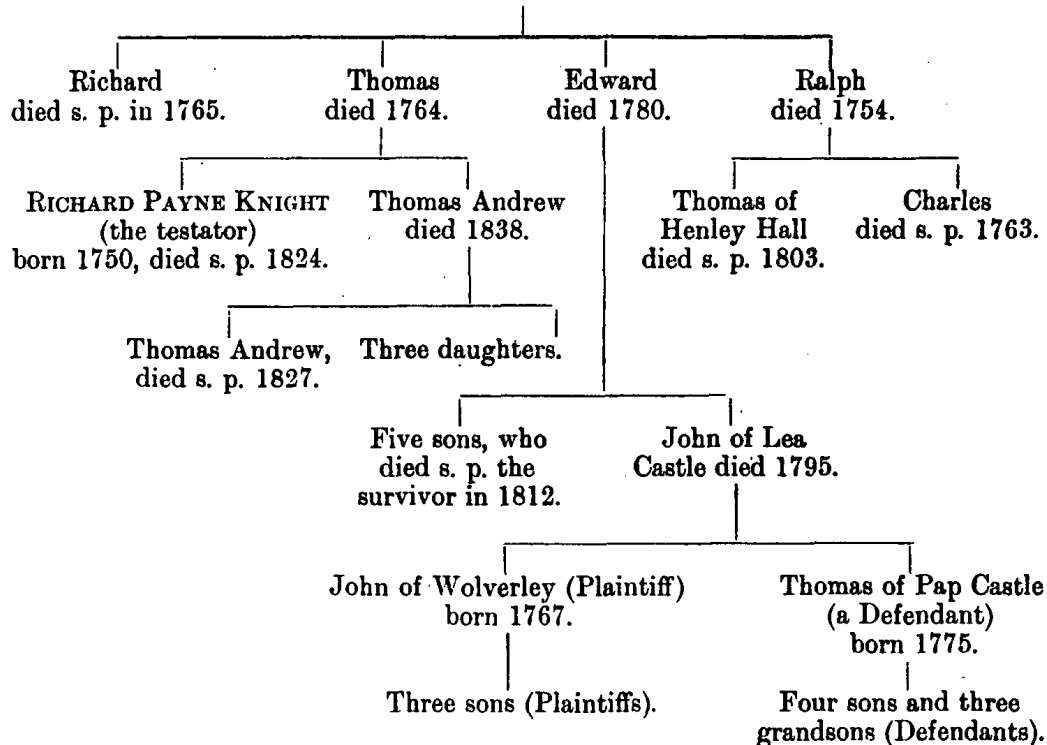 Richard
died s. p. in 1765.
Thomas
died 1764.
Edward
died 1780.
Ralph
died 1754.
RICHARD PAYNE KNIGHT
(the testator)
born 1750, died s. p. 1824.
Thomas Andrew
died 1838.
Thomas of
Henley Hall
died s. p. 1803.
Charles
died s. p. 1763.
Thomas Andrew,
died s. p. 1827.
Three daughters.
Five sons, who
died s. p. the
survivor in 1812.
John of Lea
Castle died 1795.
John of Wolverley (Plaintiff)
born 1767.
Thomas of Pap Castle
(a Defendant)
born 1775.
Three sons (Plaintiffs).
Four sons and three
grandsons (Defendants).